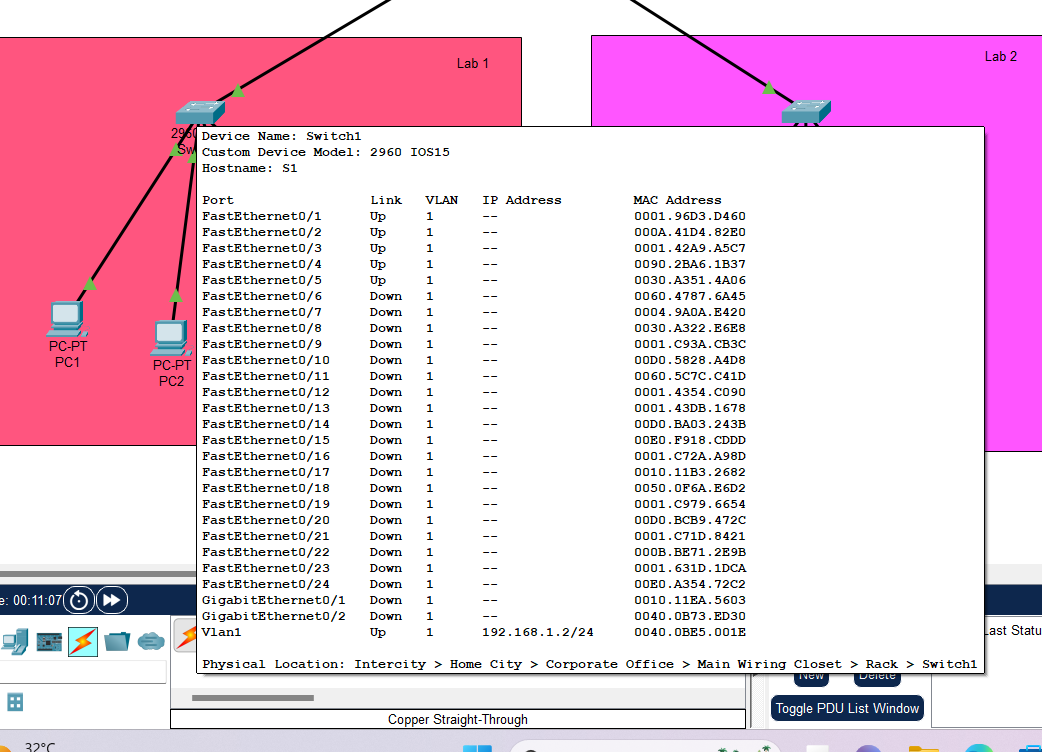 Lab 1
Lab 2
2960
Sw
Device Name: Switch1
Custom Device Model: 2960 IOS15
Hostname: S1
Port Link VLAN IP Address MAC Address
FastEthernet0/1 Up 1 -- 0001.96D3.D460
FastEthernet0/2 Up 1 -- 000A.41D4.82E0
FastEthernet0/3 Up 1 -- 0001.42A9.A5C7
FastEthernet0/4 Up 1 -- 0090.2BA6.1B37
FastEthernet0/5 Up 1 -- 0030.A351.4A06
FastEthernet0/6 Down 1 -- 0060.4787.6A45
FastEthernet0/7 Down 1 -- 0004.9A0A.E420
FastEthernet0/8 Down 1 -- 0030.A322.E6E8
FastEthernet0/9 Down 1 -- 0001.C93A.CB3C
FastEthernet0/10 Down 1 -- 00D0.5828.A4D8
FastEthernet0/11 Down 1 -- 0060.5C7C.C41D
FastEthernet0/12 Down 1 -- 0001.4354.C090
FastEthernet0/13 Down 1 -- 0001.43DB.1678
FastEthernet0/14 Down 1 -- 00D0.BA03.243B
FastEthernet0/15 Down 1 -- 00E0.F918.CDDD
FastEthernet0/16 Down 1 -- 0001.C72A.A98D
FastEthernet0/17 Down 1 -- 0010.11B3.2682
FastEthernet0/18 Down 1 -- 0050.0F6A.E6D2
FastEthernet0/19 Down 1 -- 0001.C979.6654
FastEthernet0/20 Down 1 -- 00D0.BCB9.472C
FastEthernet0/21 Down 1 -- 0001.C71D.8421
FastEthernet0/22 Down 1 -- 000B.BE71.2E9B
FastEthernet0/23 Down 1 -- 0001.631D.1DCA
FastEthernet0/24 Down 1 -- 00E0.A354.72C2
GigabitEthernet0/1 Down 1 -- 0010.11EA.5603
GigabitEthernet0/2 Down 1 -- 0040.0B73.ED30
Vlan1 Up 1 192.168.1.2/24 0040.0BE5.001E
Physical Location: Intercity > Home City > Corporate Office > Main Wiring Closet > Rack > Switch1
PC-PT
PC1
PC-PT
PC2
e: 00:11:07
Last Statu
New Delete
Toggle PDU List Window
Copper Straight-Through
32°C